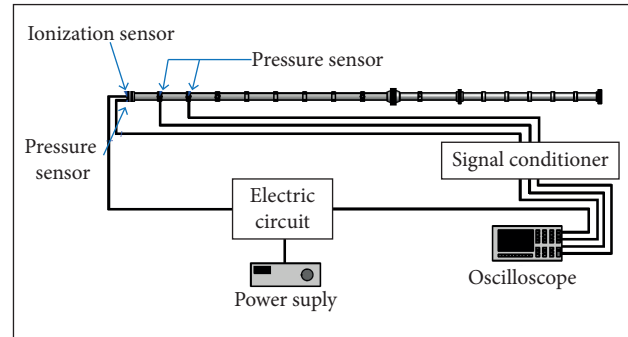 Ionization sensor
Pressure sensor
Pressure
sensor
Signal conditioner
Electric
circuit
Oscilloscope
Power suply